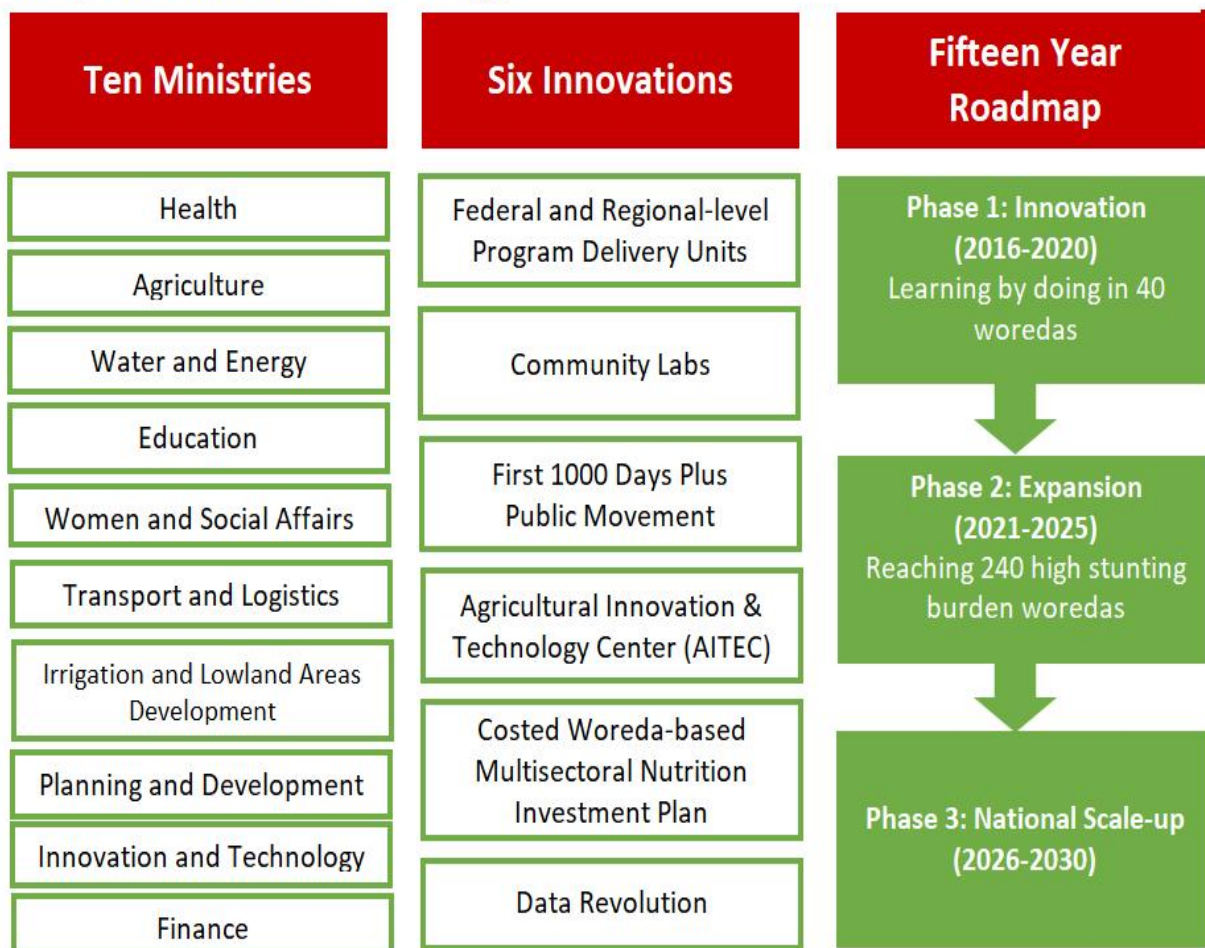 Ten Ministries
Health
Agriculture
Water and Energy
Education
Women and Social Affairs
Transport and Logistics
Irrigation and Lowland Areas
Development
Planning and Development
Innovation and Technology
Finance
Six Innovations
Federal and Regional-level
Program Delivery Units
Community Labs
First 1000 Days Plus
Public Movement
Agricultural Innovation &
Technology Center (AITEC)
Costed Woreda-based
Multisectoral Nutrition
Investment Plan
Data Revolution
Fifteen Year
Roadmap
Phase 1: Innovation
(2016-2020)
Learning by doing in 40
woredas
Phase 2: Expansion
(2021-2025)
Reaching 240 high stunting
burden woredas
Phase 3: National Scale-up
(2026-2030)